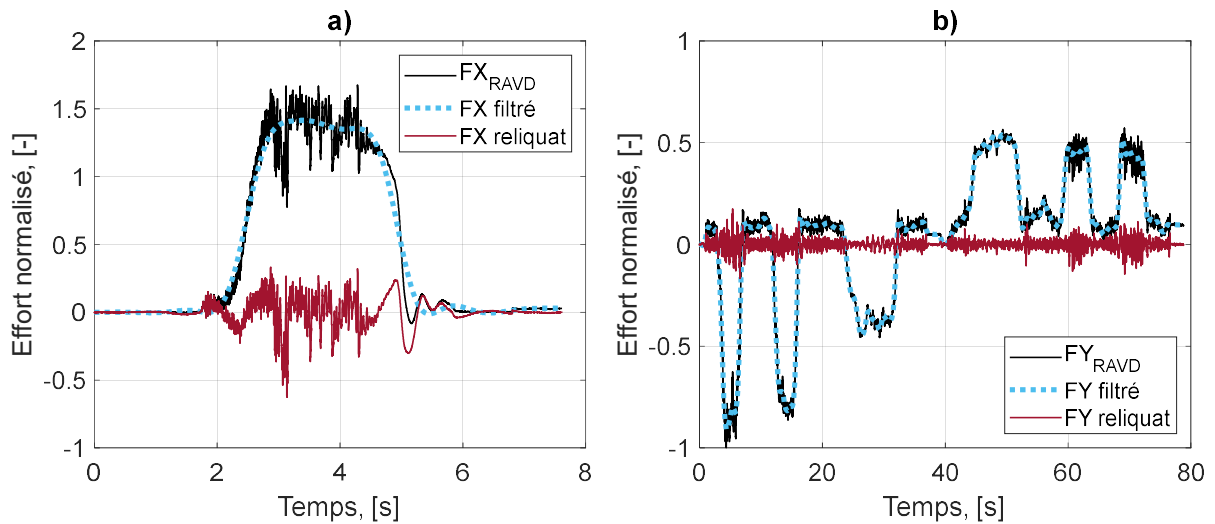 a)
2
1.5
1
0.5
0
-0.5
-1
0
2
4
6
8
Effort normalisé, [-]
Temps, [s]
FX_RAVD
FX filtré
FX reliquat
b)
1
0.5
0
-0.5
-1
0
20
40
60
80
Effort normalisé, [-]
Temps, [s]
FY_RAVD
FY filtré
FY reliquat